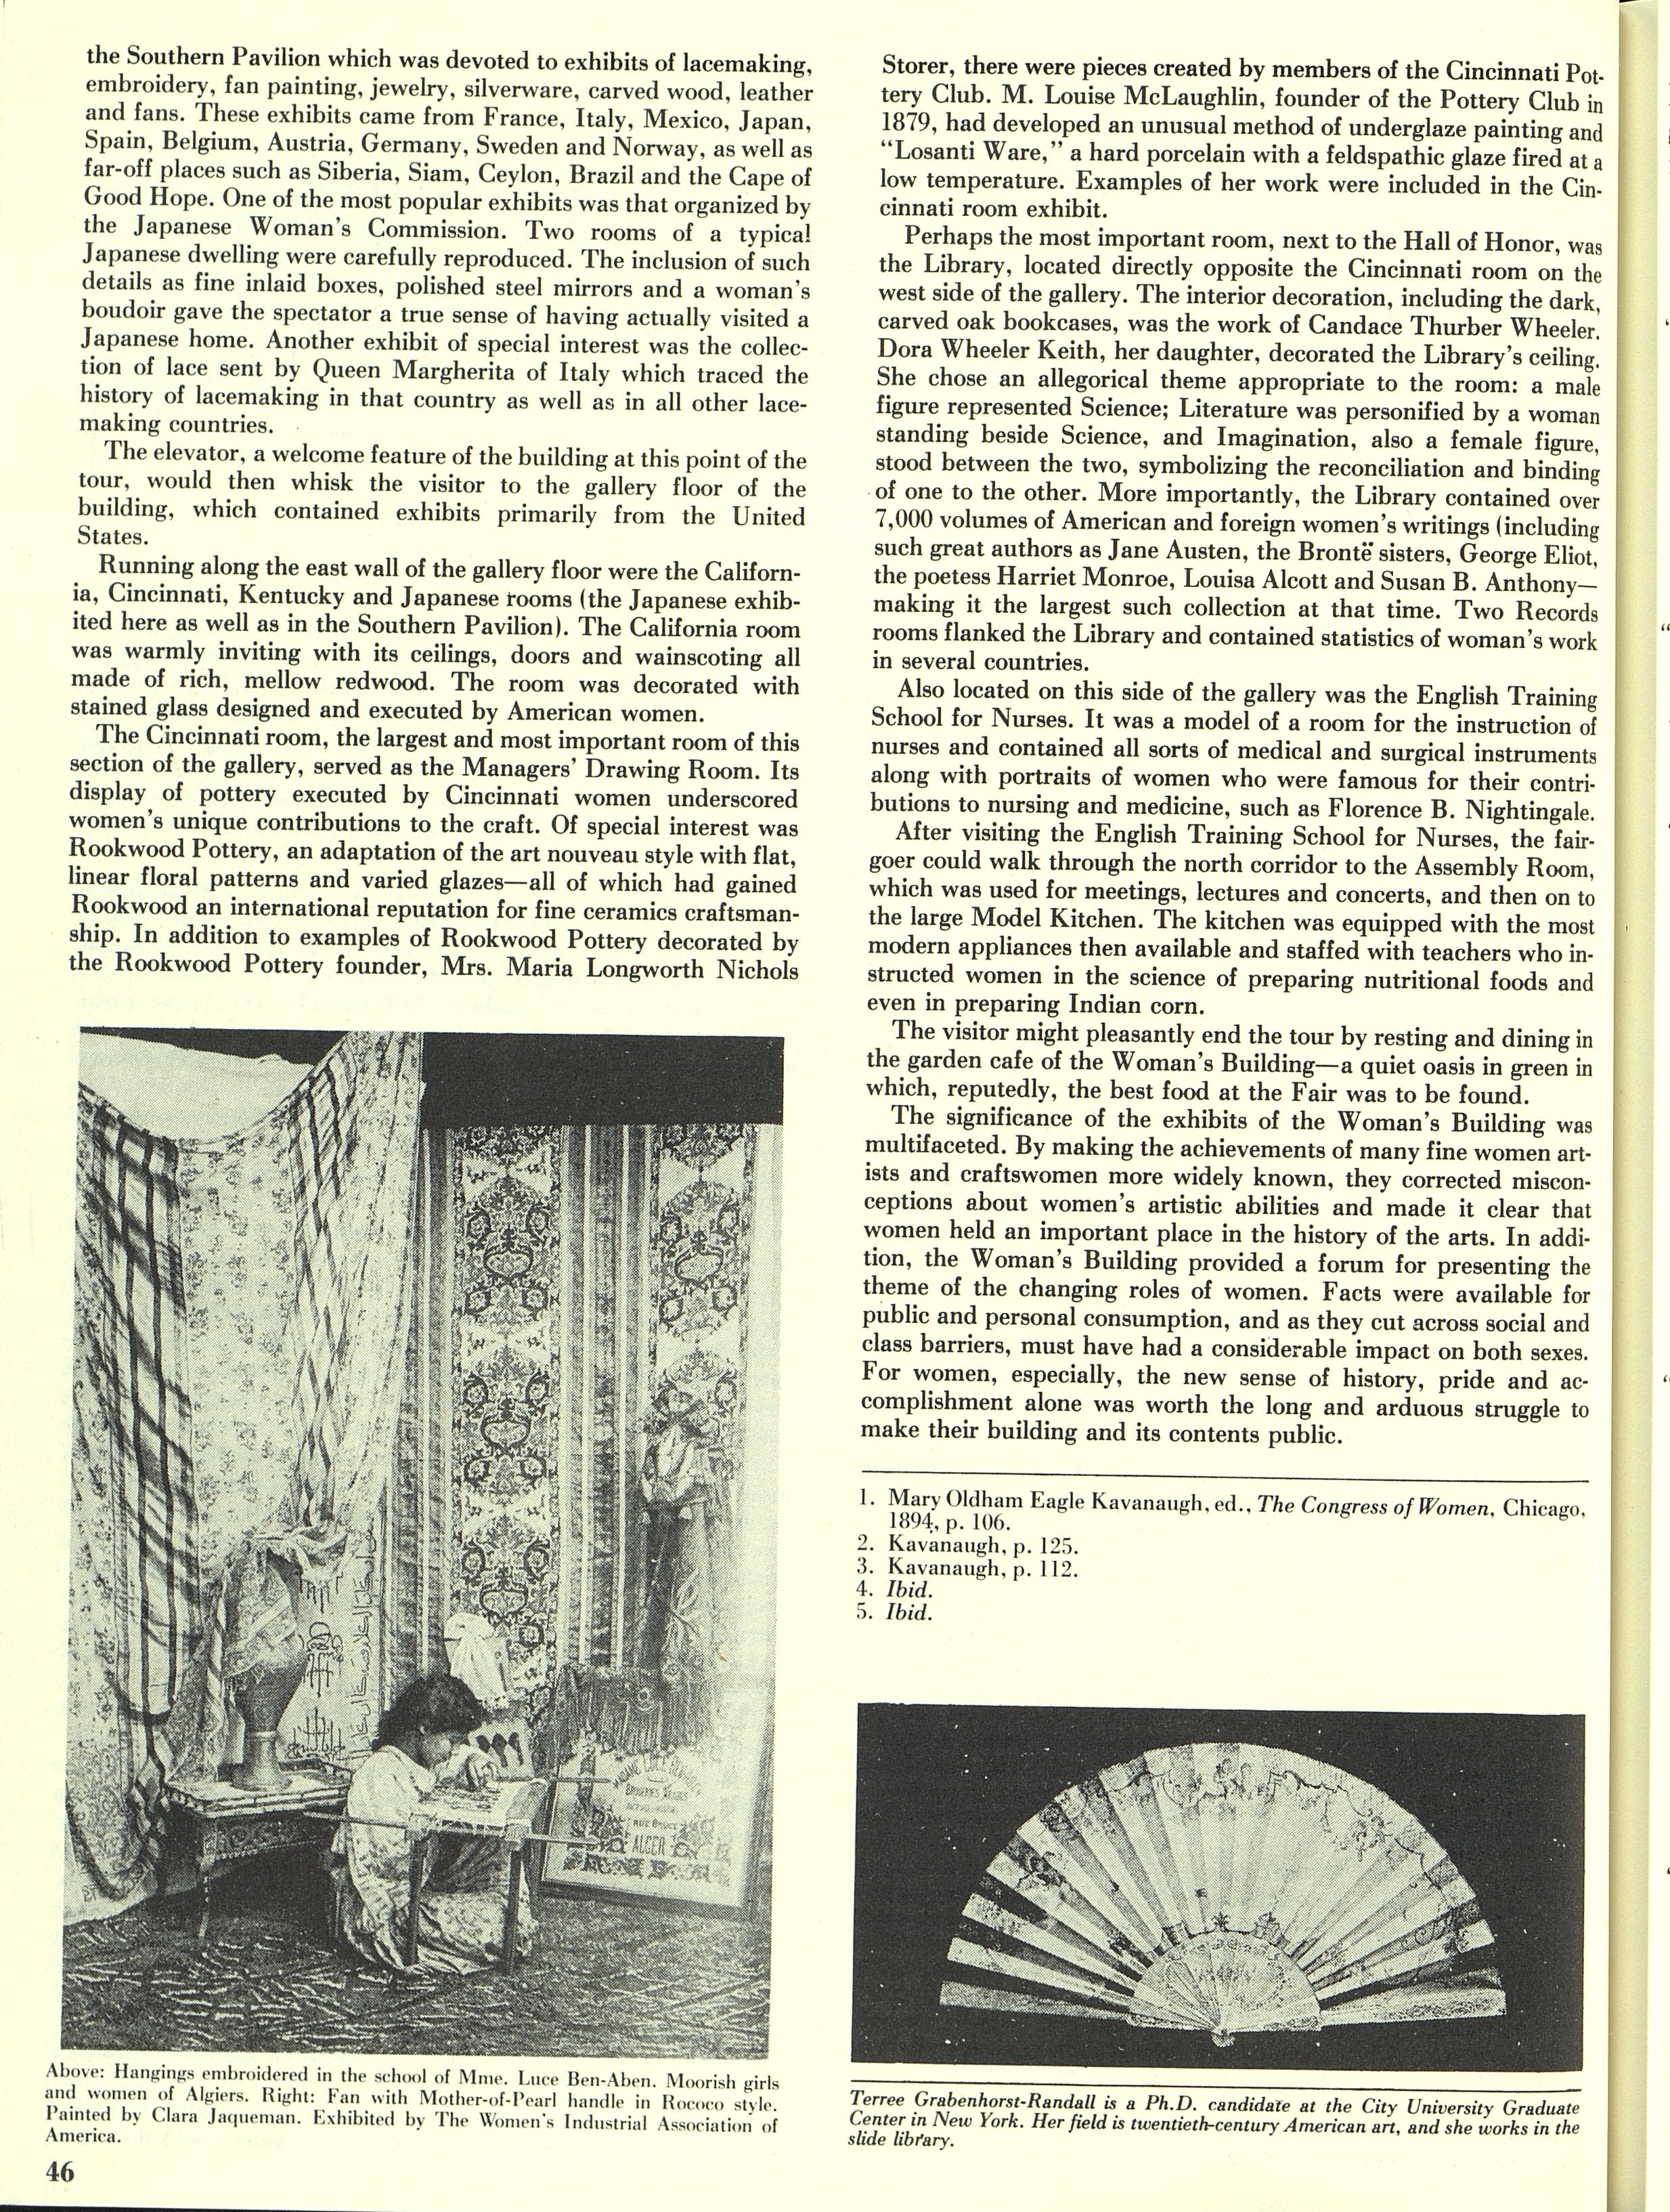 the Southern Pavilion which was devoted to exhibits of lacemaking,
embroidery, fan painting, jewelry, silverware, carved wood, leather
and fans. These exhibits came from France, Italy, Mexico, Japan,
Spain, Belgium, Austria, Germany, Sweden and Norway, as well as
far-off places such as Siberia, Siam, Ceylon, Brazil and the Cape of
Good Hope. One of the most popular exhibits was that organized by
the Japanese Woman's Commission. Two rooms of a typical
Japanese dwelling were carefully reproduced. The inclusion of such
details as fine inlaid boxes, polished steel mirrors and a woman's
boudoir gave the spectator a true sense of having actually visited a
Japanese home. Another exhibit of special interest was the collec-
tion of lace sent by Queen Margherita of Italy which traced the
history of lacemaking in that country as well as in all other lace-
making countries.
The elevator, a welcome feature of the building at this point of the
tour, would then whisk the visitor to the gallery floor of the
building, which contained exhibits primarily from the United
States.
Running along the east wall of the gallery floor were the Californ-
ia, Cincinnati, Kentucky and Japanese rooms (the Japanese exhib-
ited here as well as in the Southern Pavilion). The California room
was warmly inviting with its ceilings, doors and wainscoting all
made of rich, mellow redwood. The room was decorated with
stained glass designed and executed by American women.
The Cincinnati room, the largest and most important room of this
section of the gallery, served as the Managers' Drawing Room. Its
display of pottery executed by Cincinnati women underscored
women's unique contributions to the craft. Of special interest was
Rookwood Pottery, an adaptation of the art nouveau style with flat,
linear floral patterns and varied glazes—all of which had gained
Rookwood an international reputation for fine ceramics craftsman-
ship. In addition to examples of Rookwood Pottery decorated by
the Rookwood Pottery founder, Mrs. Maria Longworth Nichols
ALGER
Above: Hangings embroidered in the school of Mme. Luce Ben-Aben. Moorish girls
and women of Algiers. Right: Fan with Mother-of-Pearl handle in Rococo style.
Painted by Clara Jaqueman. Exhibited by The Women's Industrial Association of
America.
46
Storer, there were pieces created by members of the Cincinnati Pot-
tery Club. M. Louise McLaughlin, founder of the Pottery Club in
1879, had developed an unusual method of underglaze painting and
“Losanti Ware,” a hard porcelain with a feldspathic glaze fired at a
low temperature. Examples of her work were included in the Cin-
cinnati room exhibit.
Perhaps the most important room, next to the Hall of Honor, was
the Library, located directly opposite the Cincinnati room on the
west side of the gallery. The interior decoration, including the dark,
carved oak bookcases, was the work of Candace Thurber Wheeler.
Dora Wheeler Keith, her daughter, decorated the Library's ceiling.
She chose an allegorical theme appropriate to the room: a male
figure represented Science; Literature was personified by a woman
standing beside Science, and Imagination, also a female figure,
stood between the two, symbolizing the reconciliation and binding
of one to the other. More importantly, the Library contained over
7,000 volumes of American and foreign women's writings (including
such great authors as Jane Austen, the Brontë sisters, George Eliot,
the poetess Harriet Monroe, Louisa Alcott and Susan B. Anthony—
making it the largest such collection at that time. Two Records
rooms flanked the Library and contained statistics of woman's work
in several countries.
Also located on this side of the gallery was the English Training
School for Nurses. It was a model of a room for the instruction of
nurses and contained all sorts of medical and surgical instruments
along with portraits of women who were famous for their contri-
butions to nursing and medicine, such as Florence B. Nightingale.
After visiting the English Training School for Nurses, the fair-
goer could walk through the north corridor to the Assembly Room,
which was used for meetings, lectures and concerts, and then on to
the large Model Kitchen. The kitchen was equipped with the most
modern appliances then available and staffed with teachers who in-
structed women in the science of preparing nutritional foods and
even in preparing Indian corn.
The visitor might pleasantly end the tour by resting and dining in
the garden cafe of the Woman's Building—a quiet oasis in green in
which, reputedly, the best food at the Fair was to be found.
The significance of the exhibits of the Woman's Building was
multifaceted. By making the achievements of many fine women art-
ists and craftswomen more widely known, they corrected miscon-
ceptions about women's artistic abilities and made it clear that
women held an important place in the history of the arts. In addi-
tion, the Woman's Building provided a forum for presenting the
theme of the changing roles of women. Facts were available for
public and personal consumption, and as they cut across social and
class barriers, must have had a considerable impact on both sexes.
For women, especially, the new sense of history, pride and ac-
complishment alone was worth the long and arduous struggle to
make their building and its contents public.
1. Mary Oldham Eagle Kavanaugh, ed., The Congress of Women, Chicago,
1894, p. 106.
2. Kavanaugh, p. 125.
3. Kavanaugh, p. 112.
4. Ibid.
5. Ibid.
Terree Grabenhorst-Randall is a Ph.D. candidate at the City University Graduate
Center in New York. Her field is twentieth-century American art, and she works in the
slide library.